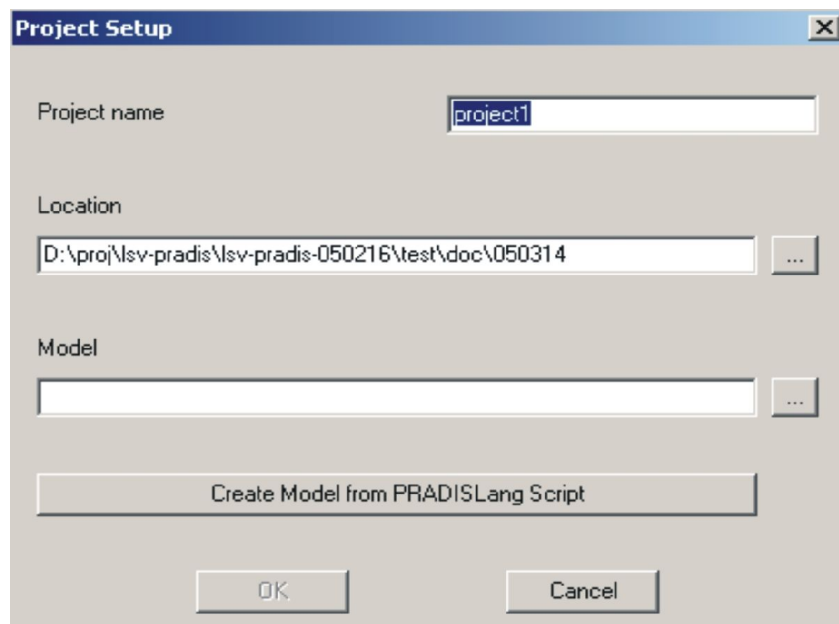 Project Setup
Project name
project1
Location
D:\proj\lsv-pradis\lsv-pradis-050216\test\doc\050314
...
Model
...
Create Model from PRADISLang Script
OK
Cancel